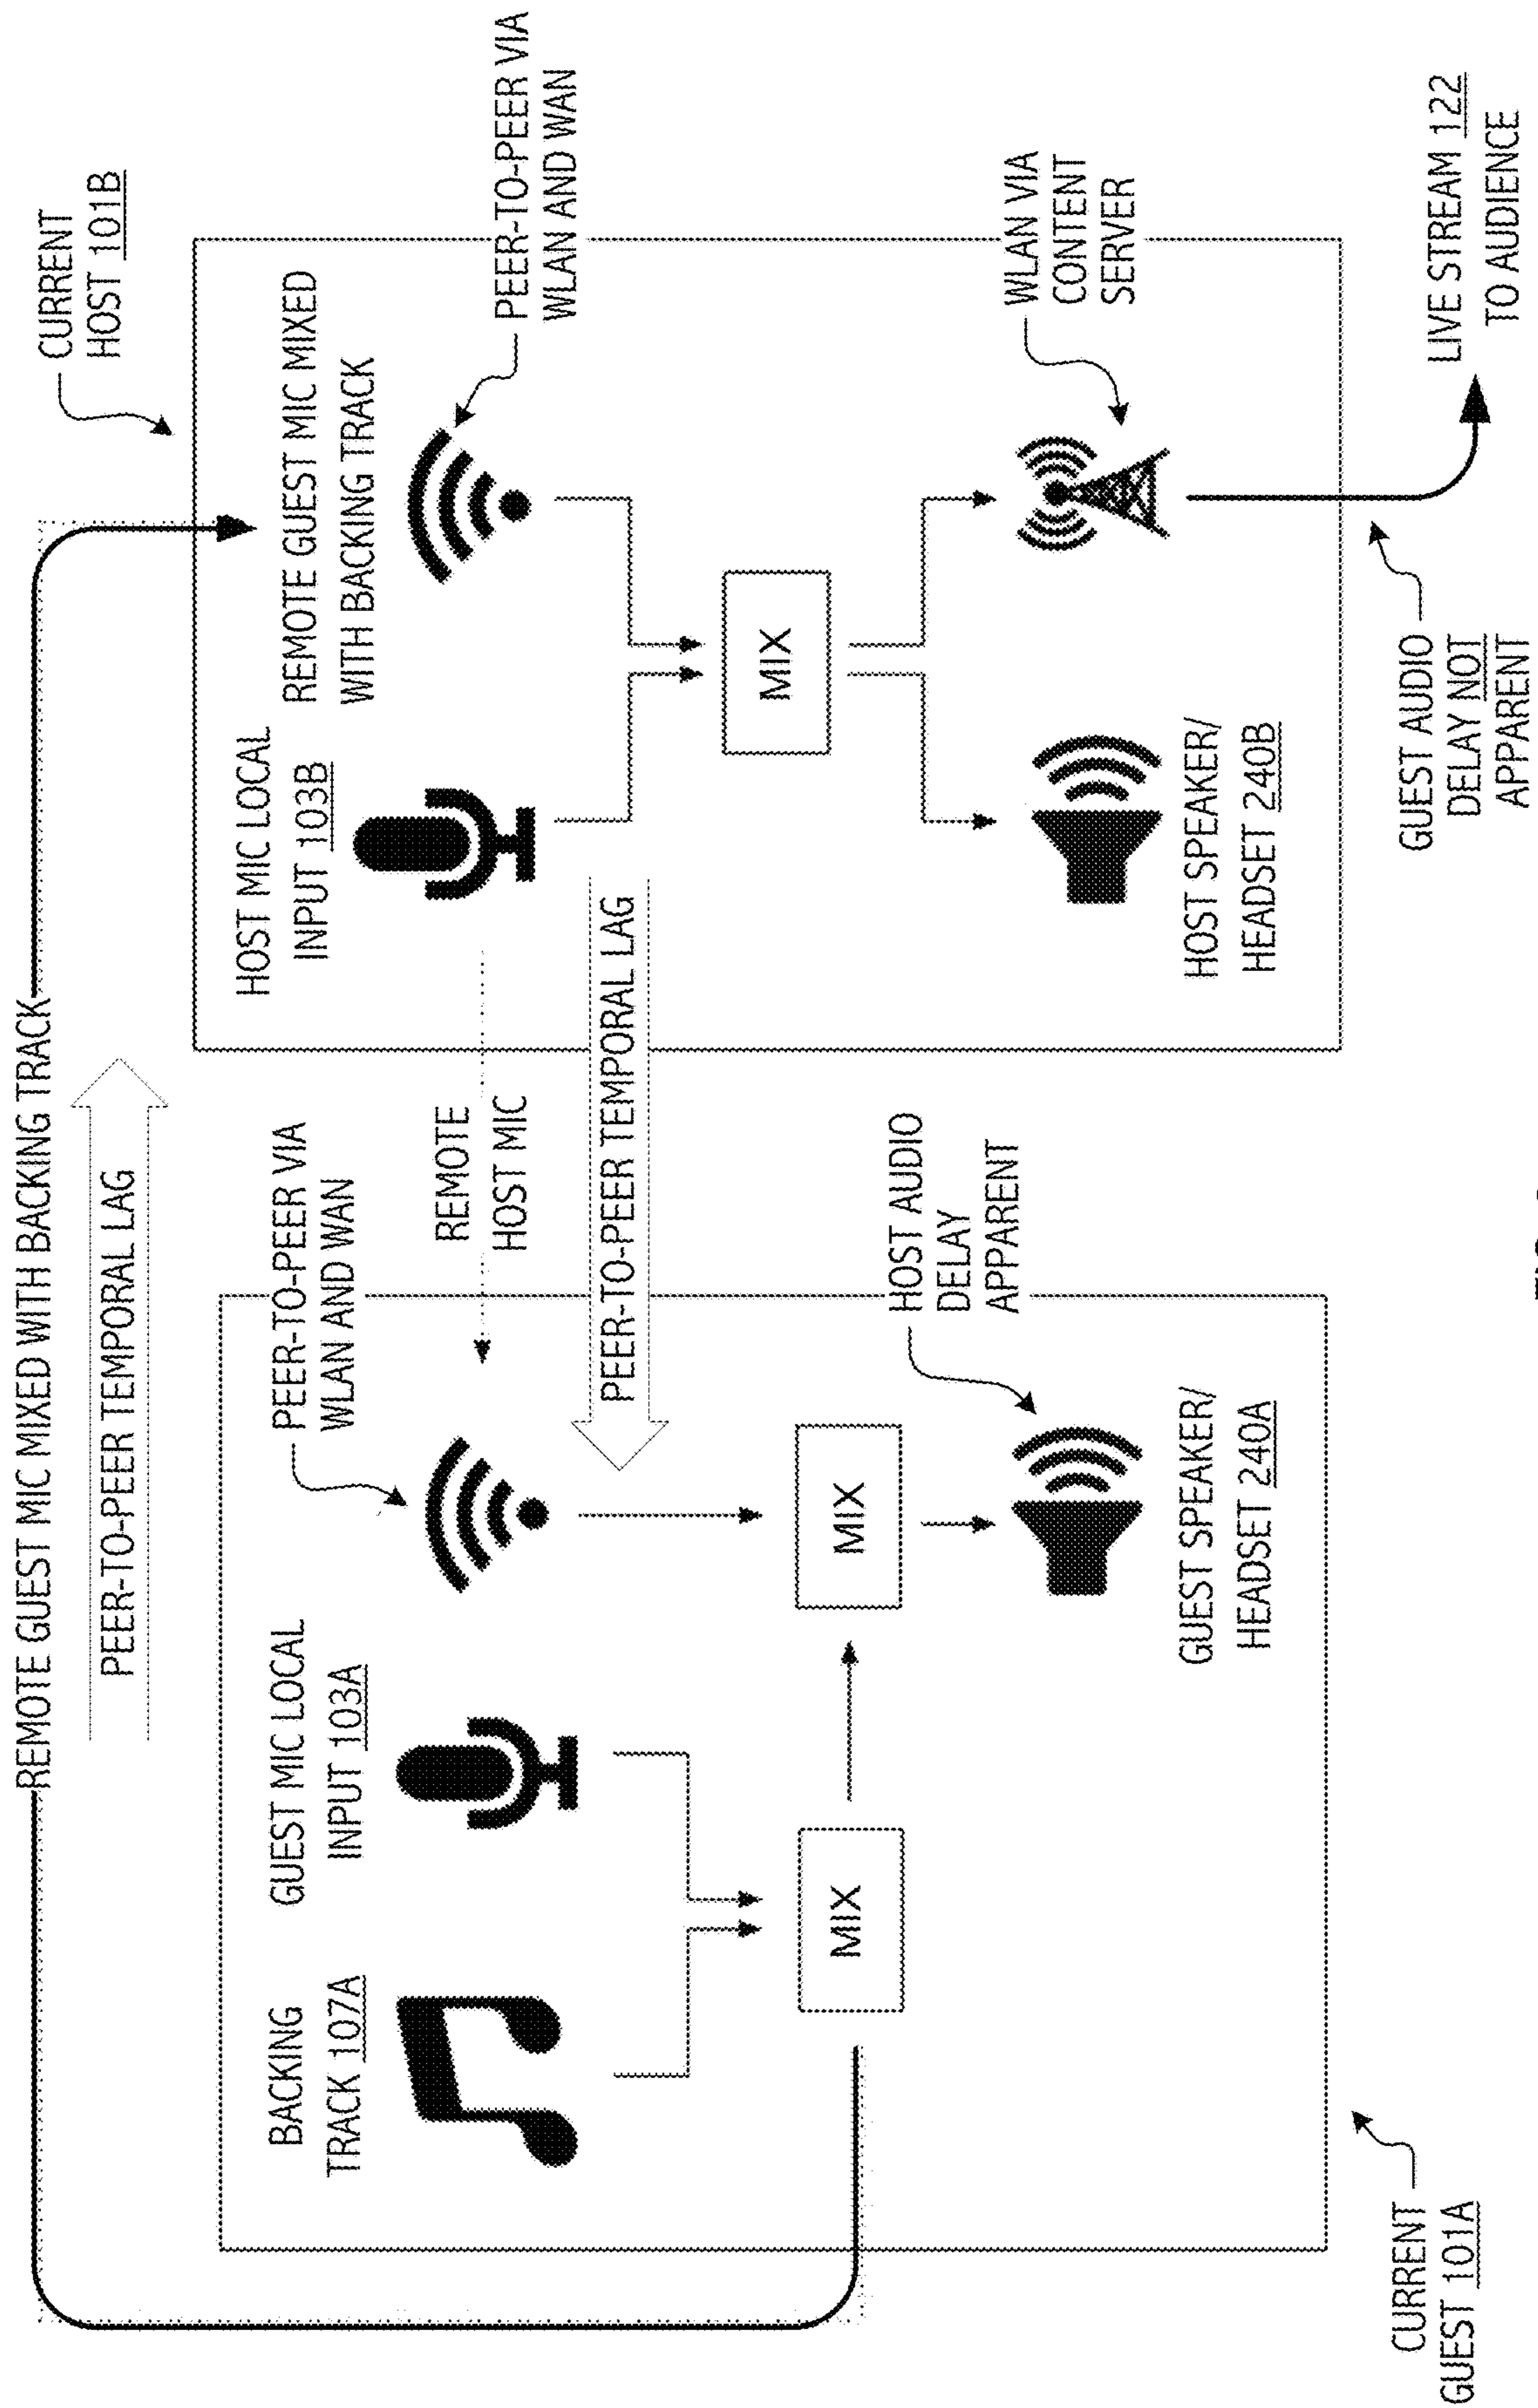 REMOTE GUEST MIC MIXED WITH BACKING TRACK
PEER-TO-PEER TEMPORAL LAG
CURRENT
HOST 101B
BACKING
TRACK 107A
GUEST MIC LOCAL
INPUT 103A
PEER-TO-PEER VIA
WLAN AND WAN
REMOTE
HOST MIC
PEER-TO-PEER TEMPORAL LAG
HOST MIC LOCAL
INPUT 103B
REMOTE GUEST MIC MIXED
WITH BACKING TRACK
PEER-TO-PEER VIA
WLAN AND WAN
MIX
MIX
MIX
HOST AUDIO
DELAY
APPARENT
GUEST SPEAKER/
HEADSET 240A
HOST SPEAKER/
HEADSET 240B
WLAN VIA
CONTENT
SERVER
CURRENT
GUEST 101A
GUEST AUDIO
DELAY NOT
APPARENT
LIVE STREAM 122
TO AUDIENCE